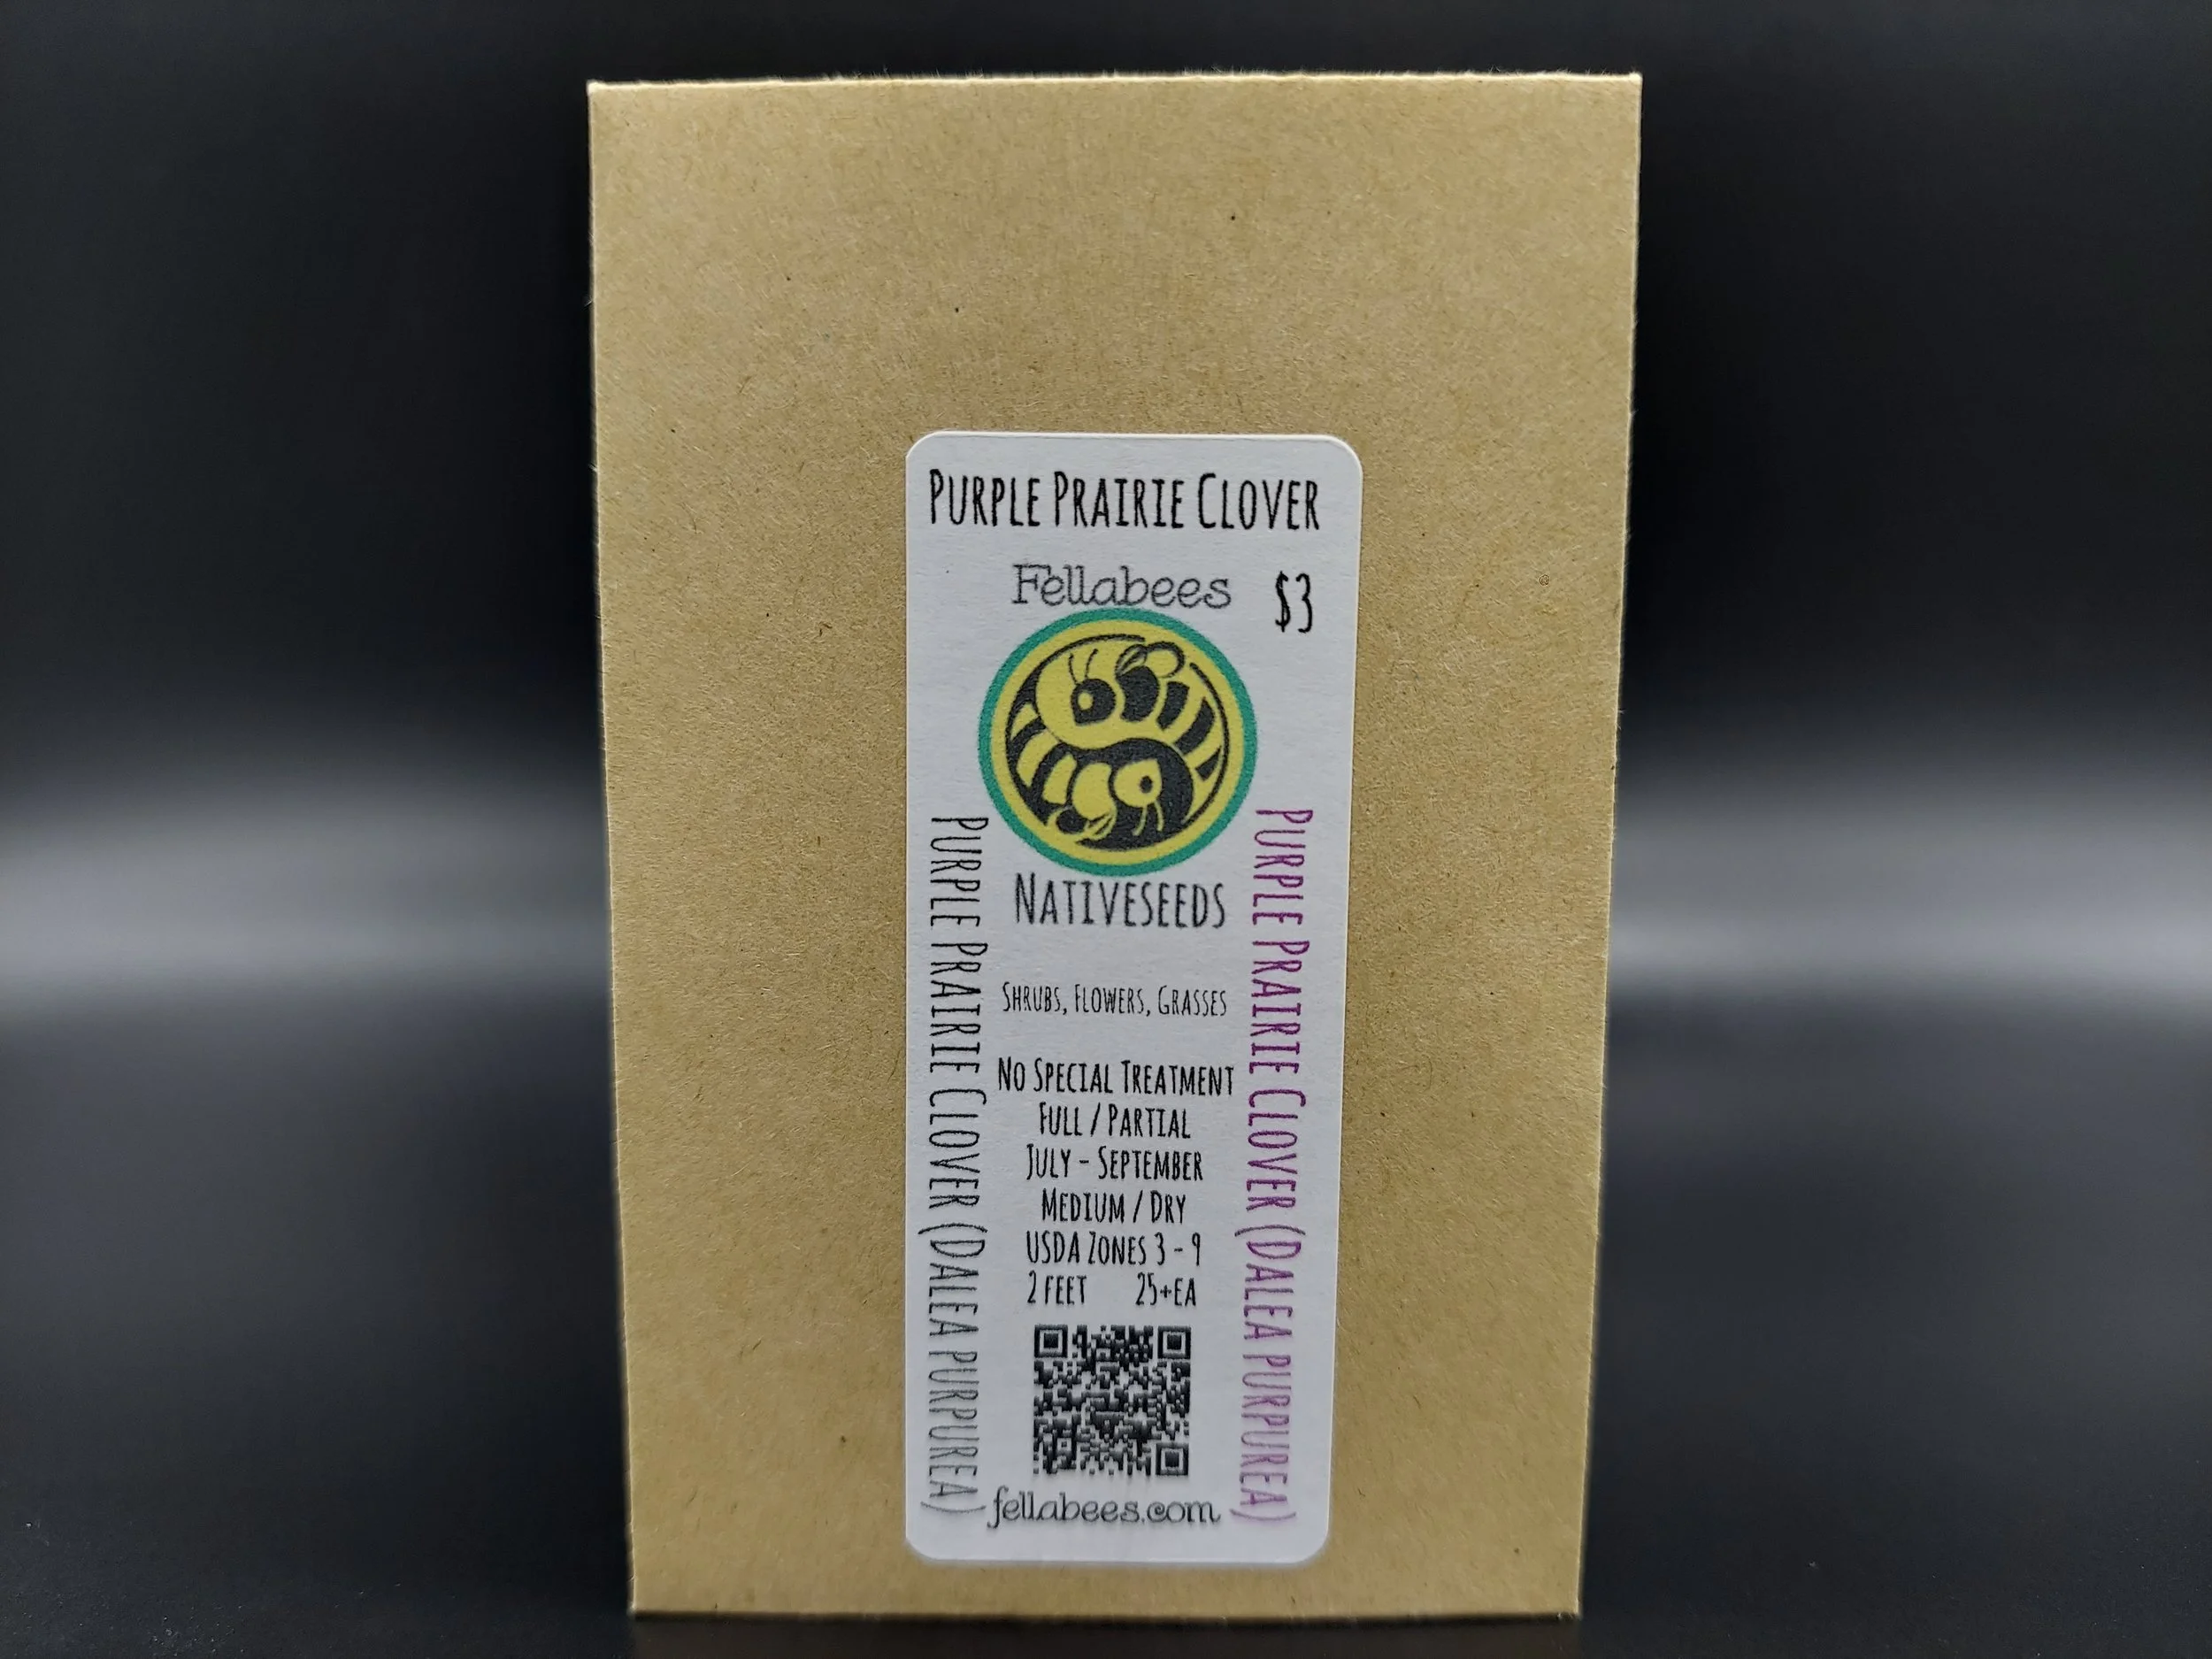 Purple Prairie Clover
Fellabees
$3
Nativeseeds
Shrubs, Flowers, Grasses
No Special Treatment
Full / Partial
July - September
Medium / Dry
USDA Zones 3 - 9
2 feet 25+ea
fellabees.com
Purple Prairie Clover (Dalea purpurea)
Purple Prairie Clover (Dalea purpurea)